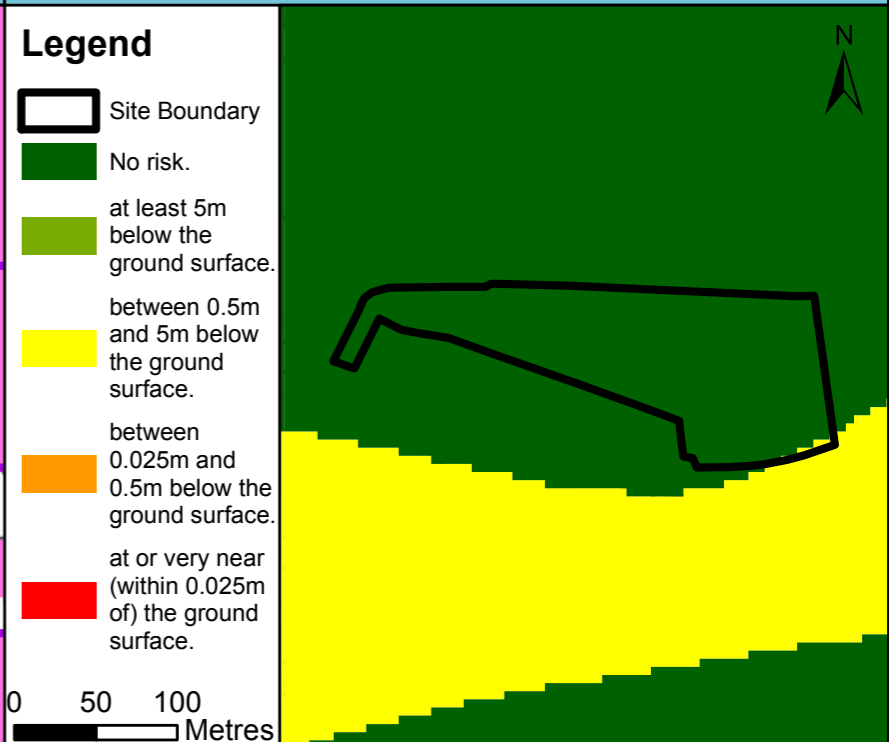 Legend
Site Boundary
No risk.
at least 5m
below the
ground surface.
between 0.5m
and 5m below
the ground
surface.
between
0.025m and
0.5m below the
ground surface.
at or very near
(within 0.025m
of) the ground
surface.
0 50 100
Metres
N